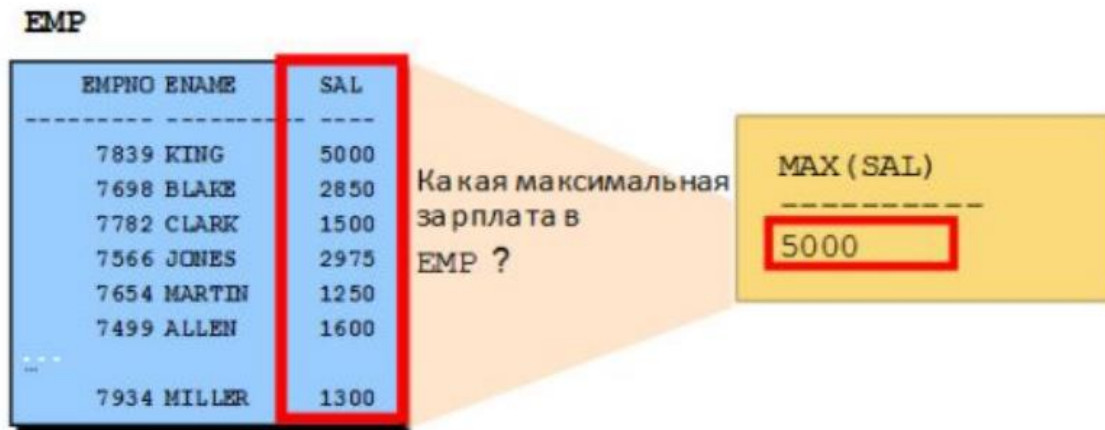 EMP
EMPNO ENAME SAL
--------- ---------- ----
7839 KING 5000
7698 BLAKE 2850
7782 CLARK 1500
7566 JONES 2975
7654 MARTIN 1250
7499 ALLEN 1600
...
7934 MILLER 1300
Какая максимальная
зарплата в
EMP ?
MAX(SAL)
----------
5000